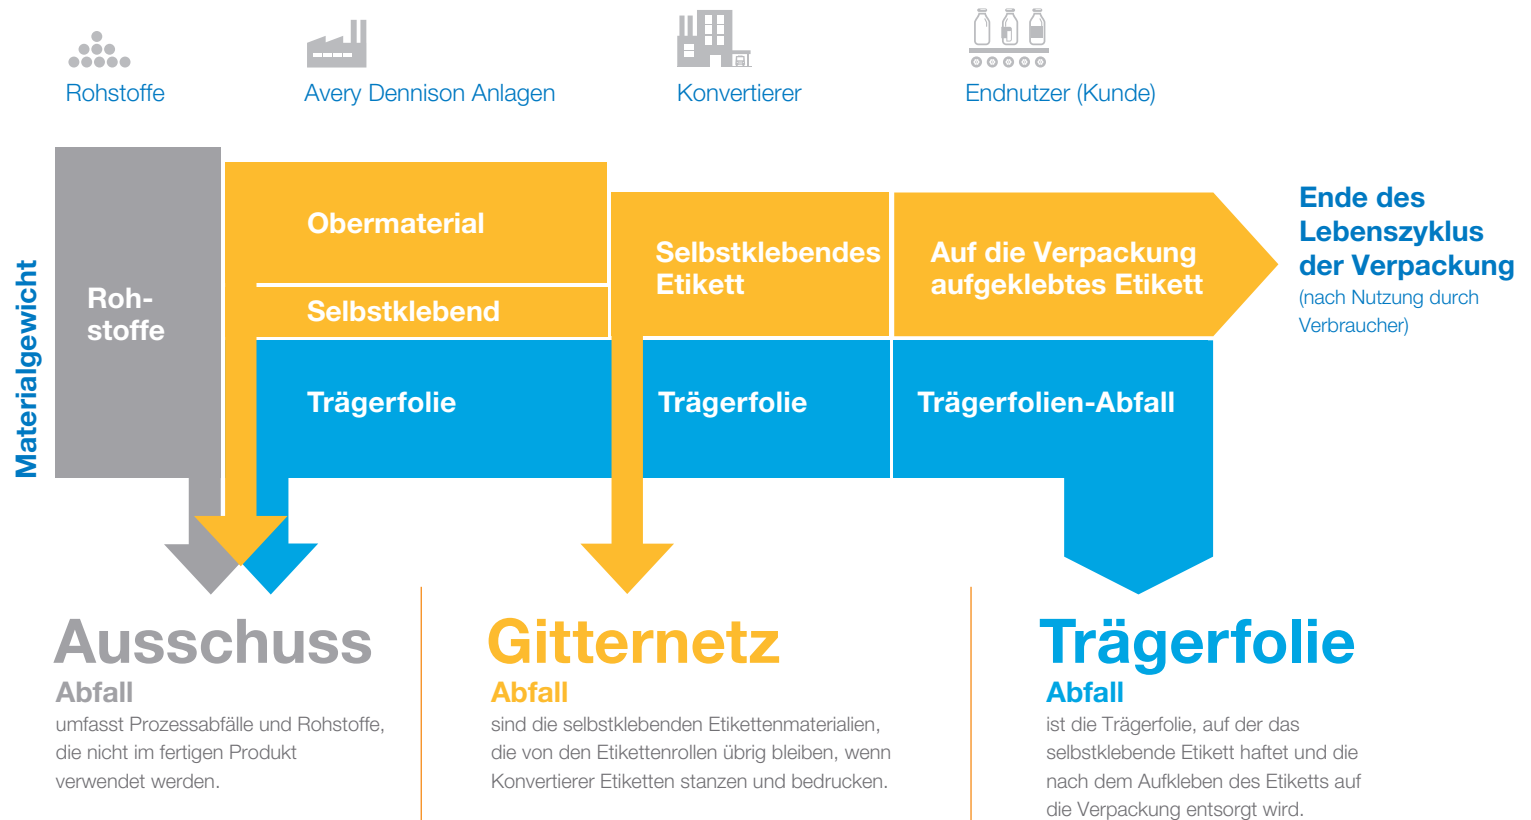 Rohstoffe
Avery Dennison Anlagen
Konvertierer
Endnutzer (Kunde)
Materialgewicht
Roh-
stoffe
Obermaterial
Selbstklebend
Trägerfolie
Selbstklebendes
Etikett
Trägerfolie
Auf die Verpackung
aufgeklebtes Etikett
Trägerfolien-Abfall
Ende des
Lebenszyklus
der Verpackung
(nach Nutzung durch
Verbraucher)
Ausschuss
Abfall
umfasst Prozessabfälle und Rohstoffe,
die nicht im fertigen Produkt
verwendet werden.
Gitternetz
Abfall
sind die selbstklebenden Etikettenmaterialien,
die von den Etikettenrollen übrig bleiben, wenn
Konvertierer Etiketten stanzen und bedrucken.
Trägerfolie
Abfall
ist die Trägerfolie, auf der das
selbstklebende Etikett haftet und die
nach dem Aufkleben des Etiketts auf
die Verpackung entsorgt wird.